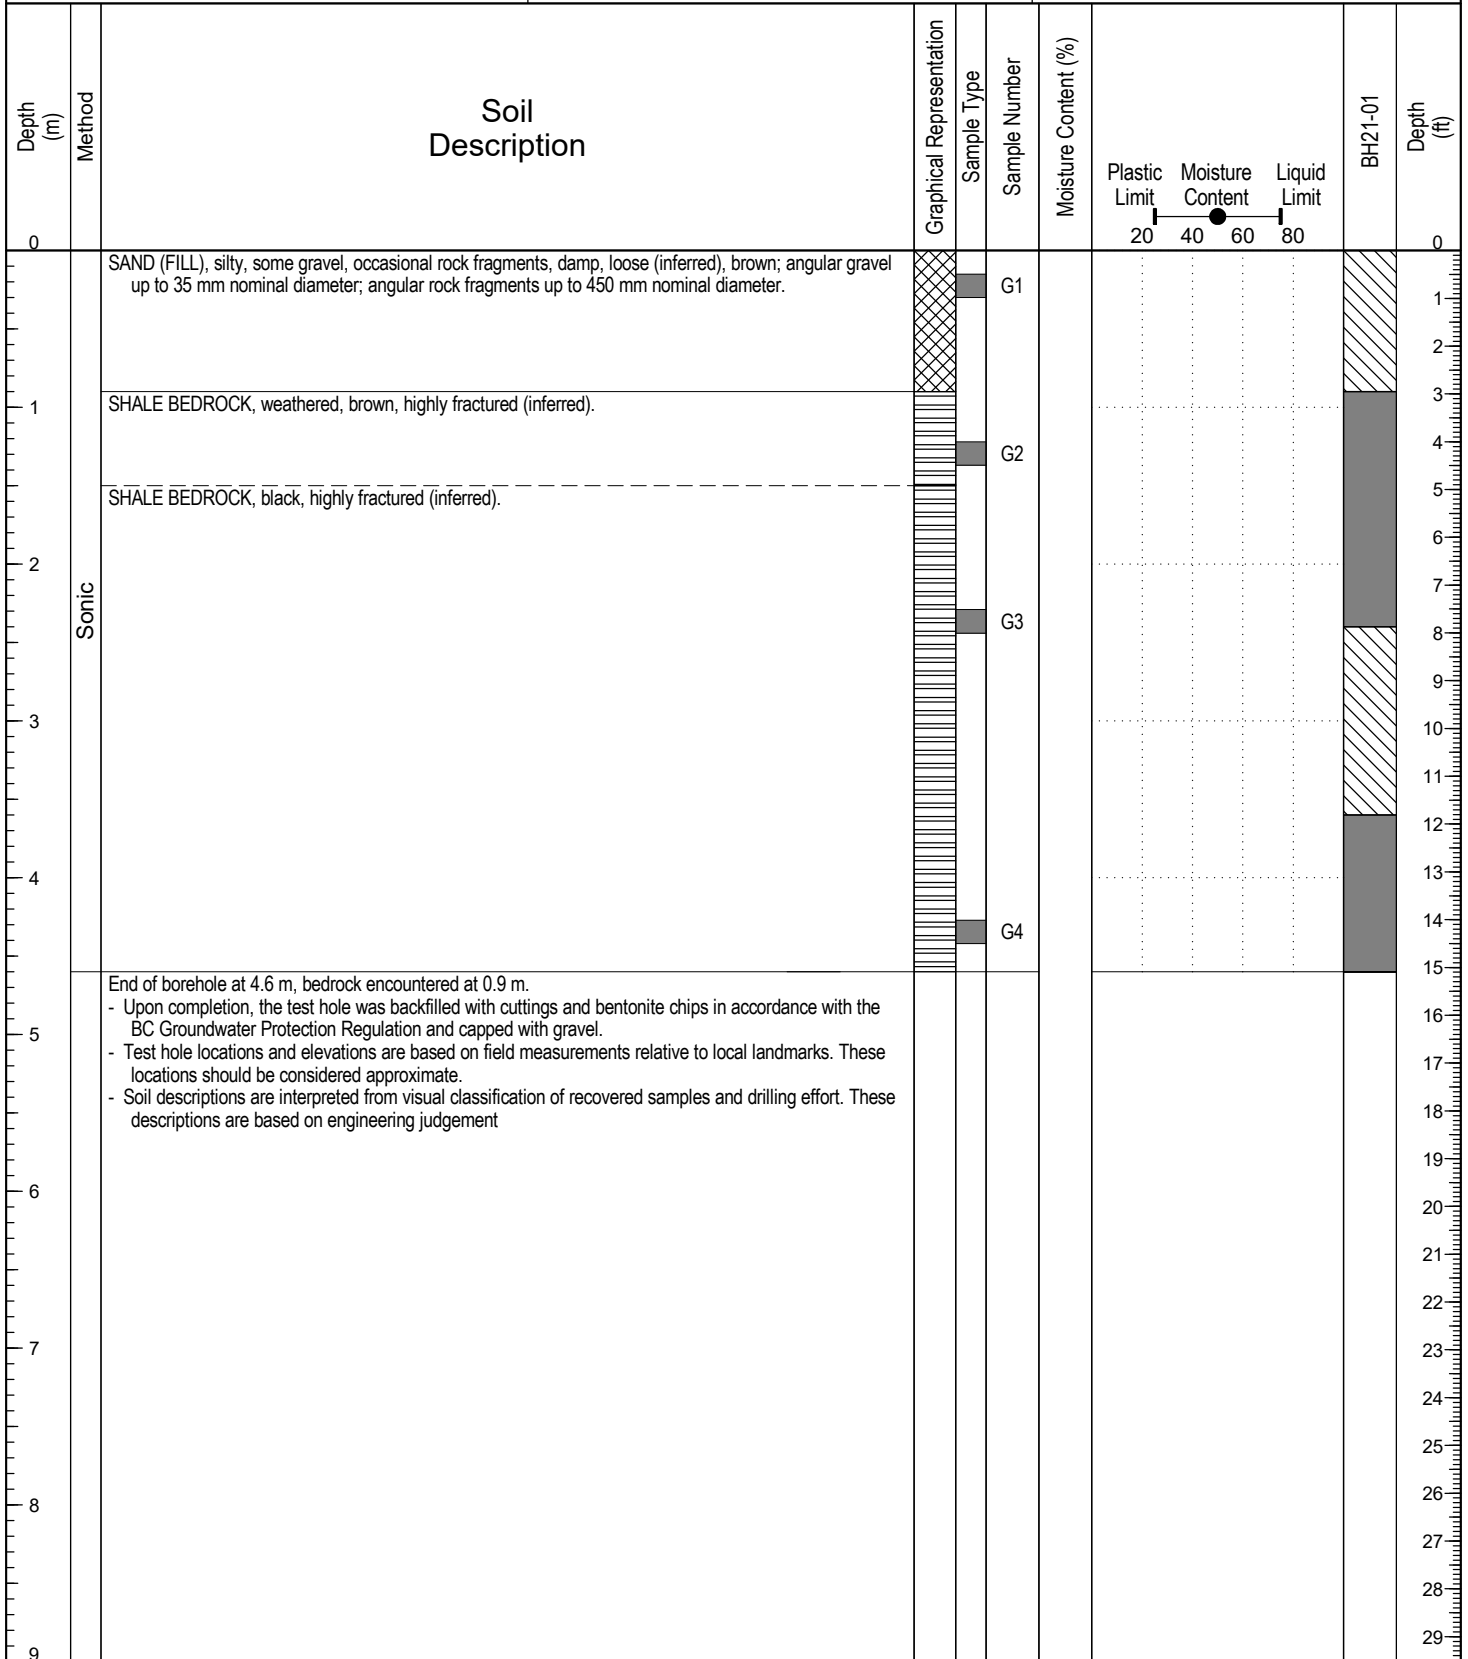 Depth
(m)
Method
Soil
Description
Graphical Representation
Sample Type
Sample Number
Moisture Content (%)
Plastic Moisture Liquid
Limit Content Limit
20 40 60 80
BH21-01
Depth
(ft)
0
0
SAND (FILL), silty, some gravel, occasional rock fragments, damp, loose (inferred), brown; angular gravel
up to 35 mm nominal diameter; angular rock fragments up to 450 mm nominal diameter.
G1
1
2
3
1
SHALE BEDROCK, weathered, brown, highly fractured (inferred).
4
G2
5
SHALE BEDROCK, black, highly fractured (inferred).
6
2
7
Sonic
G3
8
9
3
10
11
12
13
4
14
G4
15
End of borehole at 4.6 m, bedrock encountered at 0.9 m.
- Upon completion, the test hole was backfilled with cuttings and bentonite chips in accordance with the
BC Groundwater Protection Regulation and capped with gravel.
- Test hole locations and elevations are based on field measurements relative to local landmarks. These
locations should be considered approximate.
- Soil descriptions are interpreted from visual classification of recovered samples and drilling effort. These
descriptions are based on engineering judgement
16
5
17
18
19
6
20
21
22
7
23
24
25
8
26
27
28
29
9